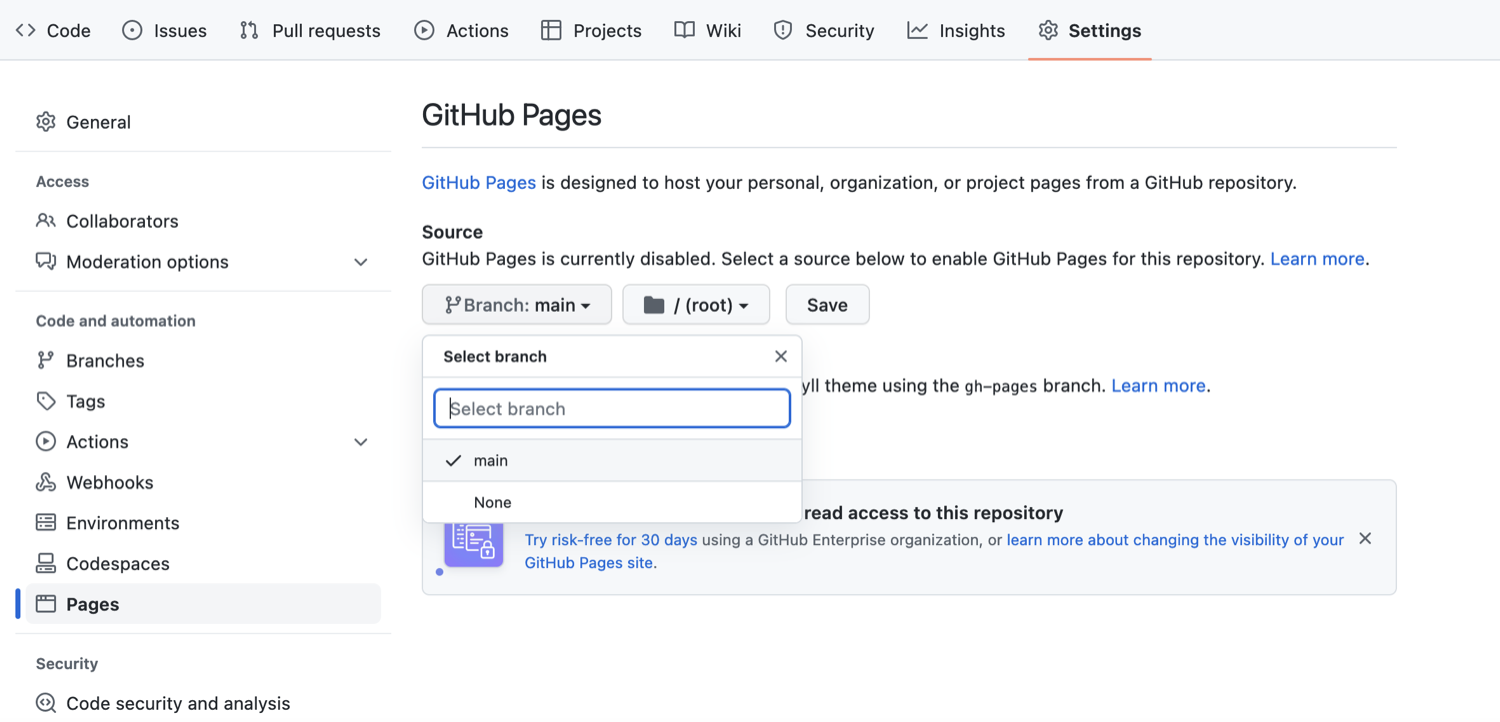 Code Issues Pull requests Actions Projects Wiki Security Insights Settings
General
Access
Collaborators
Moderation options
Code and automation
Branches
Tags
Actions
Webhooks
Environments
Codespaces
Pages
Security
Code security and analysis
GitHub Pages
GitHub Pages is designed to host your personal, organization, or project pages from a GitHub repository.
Source
GitHub Pages is currently disabled. Select a source below to enable GitHub Pages for this repository. Learn more.
Branch: main / (root) Save
Select branch
Select branch
main
None
theme using the gh-pages branch. Learn more.
read access to this repository
Try risk-free for 30 days using a GitHub Enterprise organization, or learn more about changing the visibility of your
GitHub Pages site.